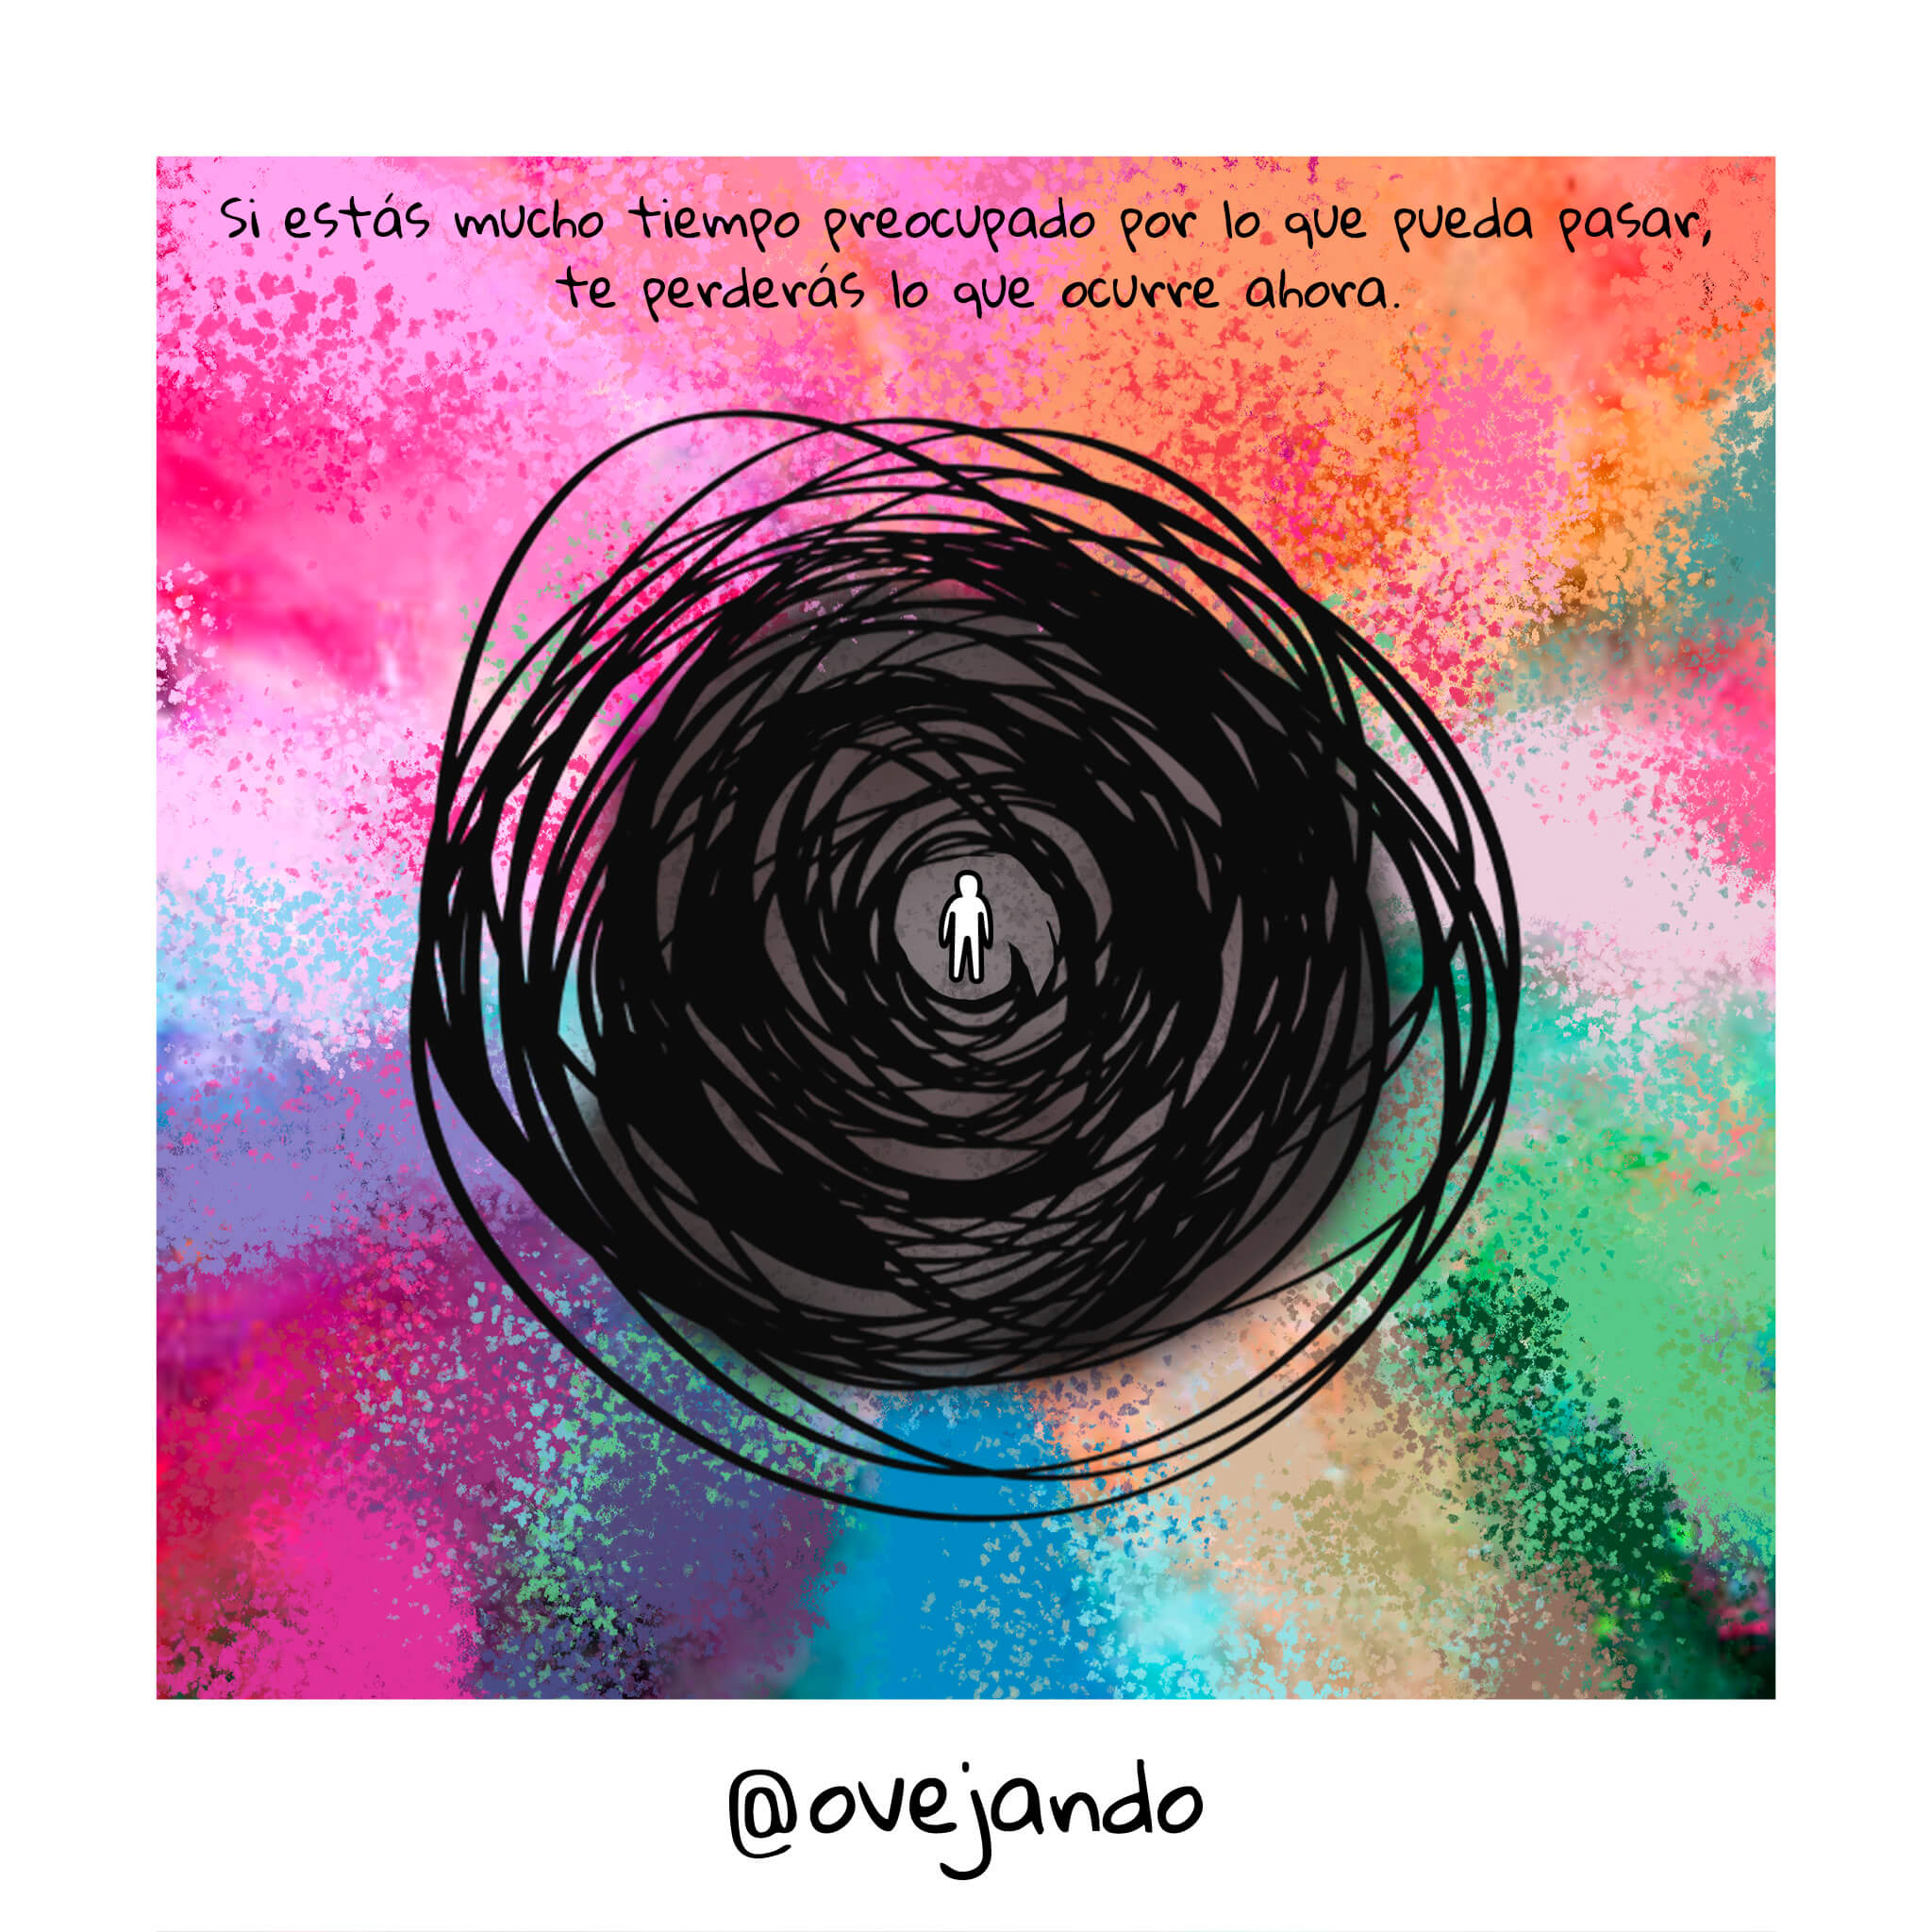 Si estás mucho tiempo preocupado por lo que pueda pasar,
te perderás lo que ocurre ahora.
@ovejando